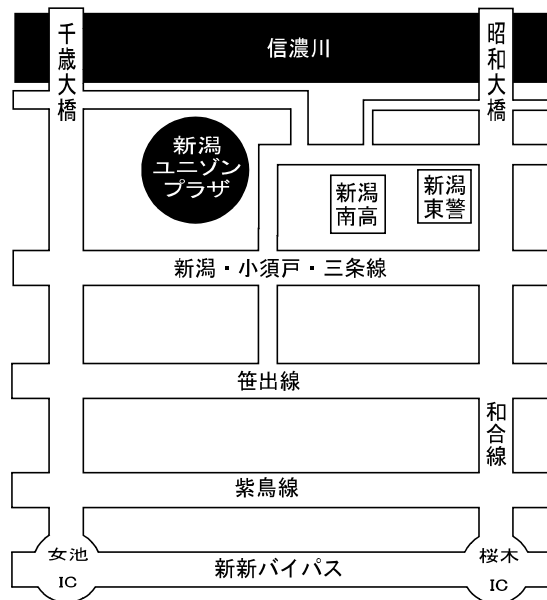 信濃川
千歳大橋
昭和大橋
新潟
ユニゾン
プラザ
新潟
南高
新潟
東警
新潟・小須戸・三条線
笹出線
和合線
紫鳥線
女池
IC
新新バイパス
桜木
IC